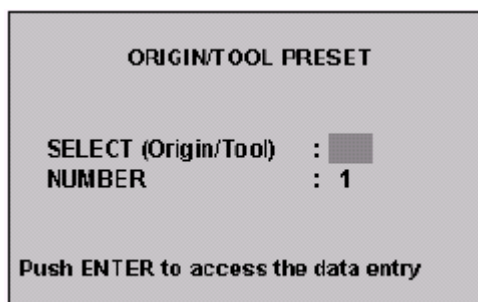 ORIGIN/TOOL PRESET
SELECT (Origin/Tool) :
NUMBER : 1
Push ENTER to access the data entry